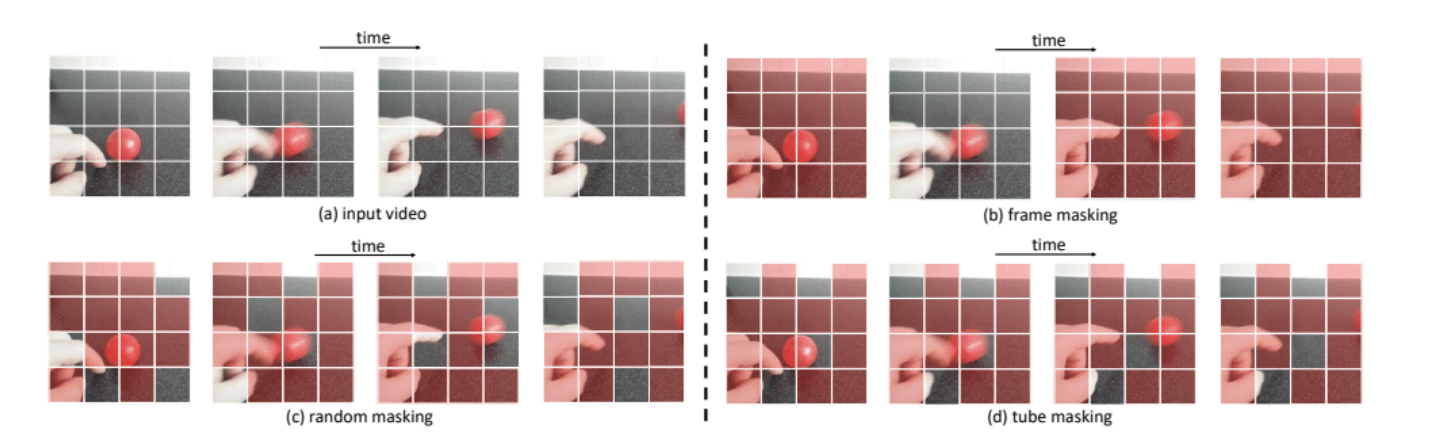 time
time
(a) input video
(b) frame masking
time
time
(c) random masking
(d) tube masking